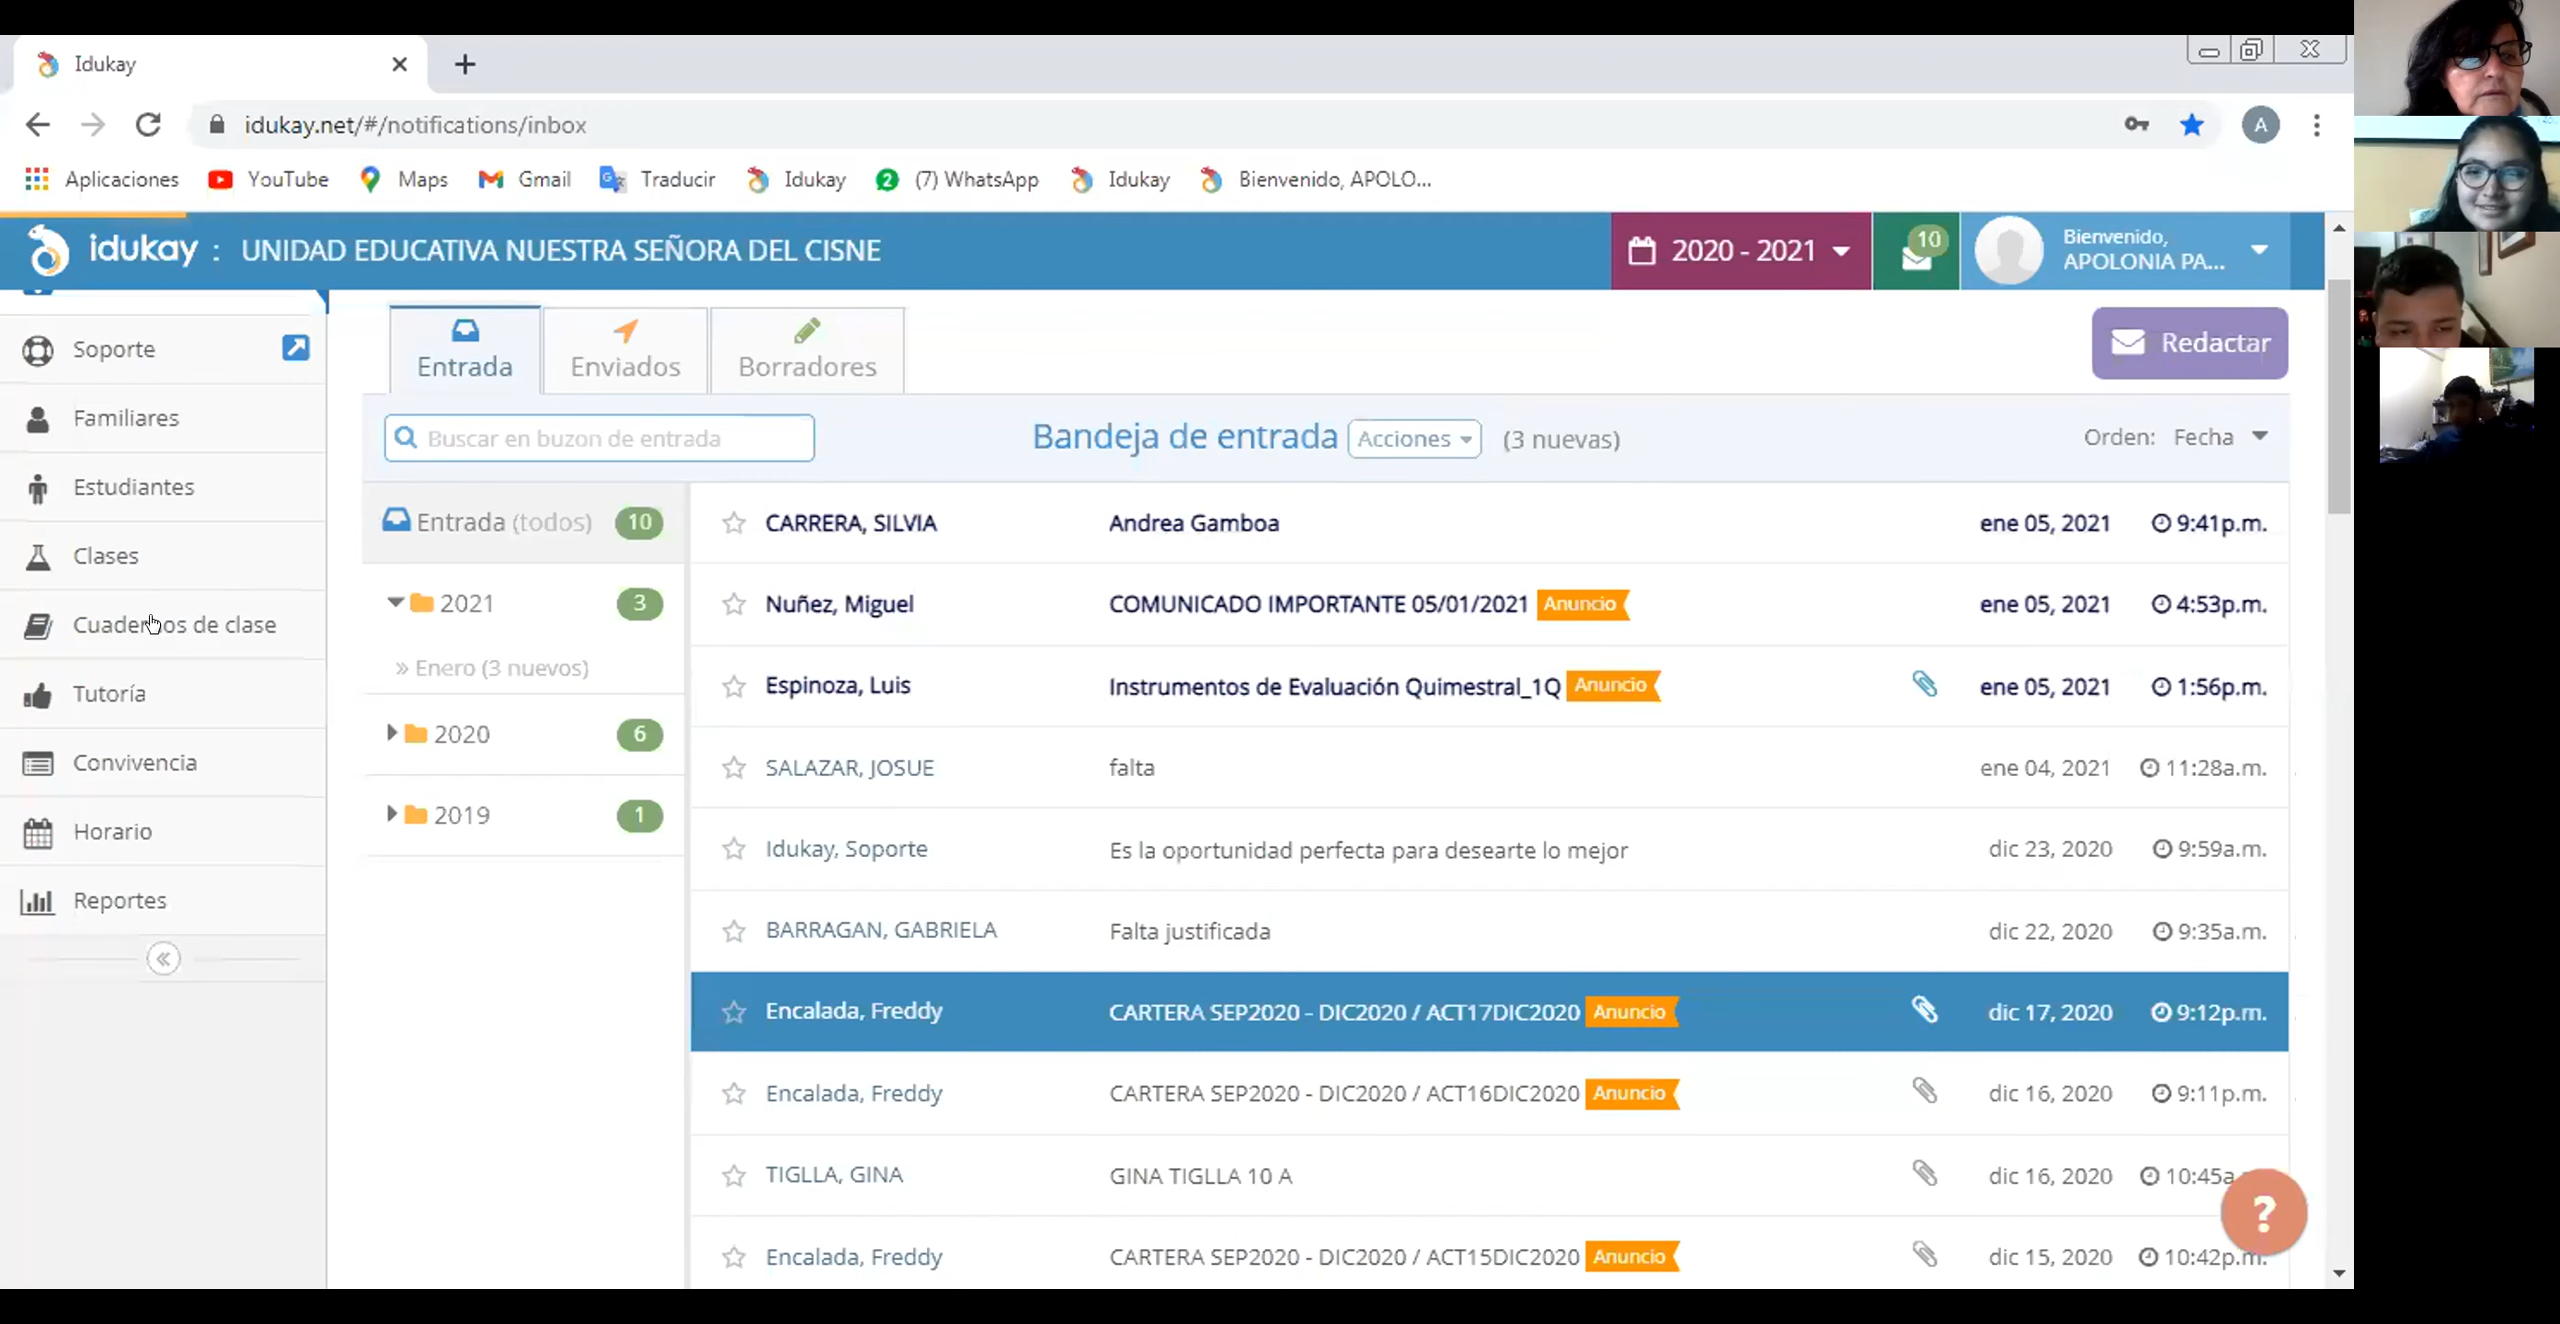 Idukay
idukay.net/#/notifications/inbox
A
Aplicaciones YouTube Maps Gmail Traducir Idukay 2 (7) WhatsApp Idukay Bienvenido, APOLO...
idukay : UNIDAD EDUCATIVA NUESTRA SEÑORA DEL CISNE 2020 - 2021 10 Bienvenido, APOLONIA PA...
Soporte
Familiares
Estudiantes
Clases
Cuadernos de clase
Tutoría
Convivencia
Horario
Reportes
Entrada Enviados Borradores Redactar
Buscar en buzon de entrada Bandeja de entrada Acciones (3 nuevas) Orden: Fecha
Entrada (todos) 10
2021 3
» Enero (3 nuevos)
2020 6
2019 1
CARRERA, SILVIA Andrea Gamboa ene 05, 2021 9:41p.m.
Nuñez, Miguel COMUNICADO IMPORTANTE 05/01/2021 Anuncio ene 05, 2021 4:53p.m.
Espinoza, Luis Instrumentos de Evaluación Quimestral_1Q Anuncio ene 05, 2021 1:56p.m.
SALAZAR, JOSUE falta ene 04, 2021 11:28a.m.
Idukay, Soporte Es la oportunidad perfecta para desearte lo mejor dic 23, 2020 9:59a.m.
BARRAGAN, GABRIELA Falta justificada dic 22, 2020 9:35a.m.
Encalada, Freddy CARTERA SEP2020 - DIC2020 / ACT17DIC2020 Anuncio dic 17, 2020 9:12p.m.
Encalada, Freddy CARTERA SEP2020 - DIC2020 / ACT16DIC2020 Anuncio dic 16, 2020 9:11p.m.
TIGLLA, GINA GINA TIGLLA 10 A dic 16, 2020 10:45a
Encalada, Freddy CARTERA SEP2020 - DIC2020 / ACT15DIC2020 Anuncio dic 15, 2020 10:42p.m.
?